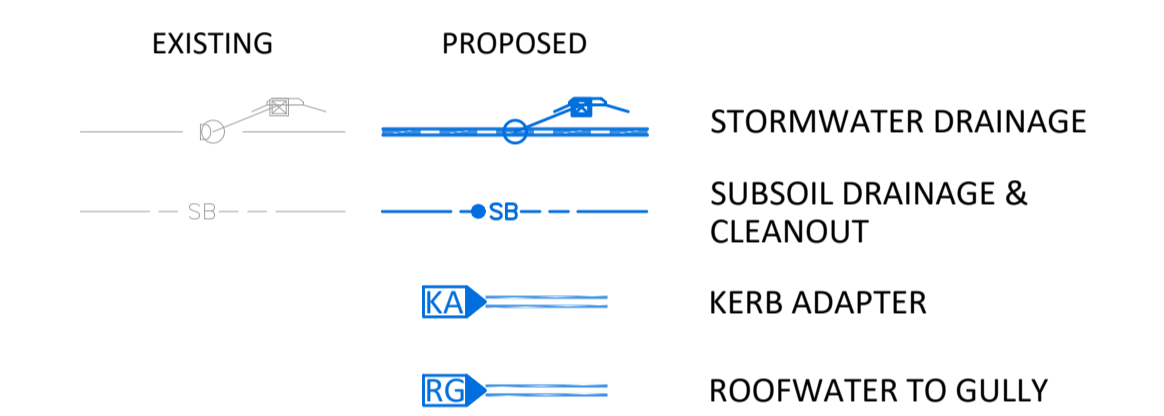 EXISTING PROPOSED
STORMWATER DRAINAGE
SB SB SUBSOIL DRAINAGE &
CLEANOUT
KA KERB ADAPTER
RG ROOFWATER TO GULLY